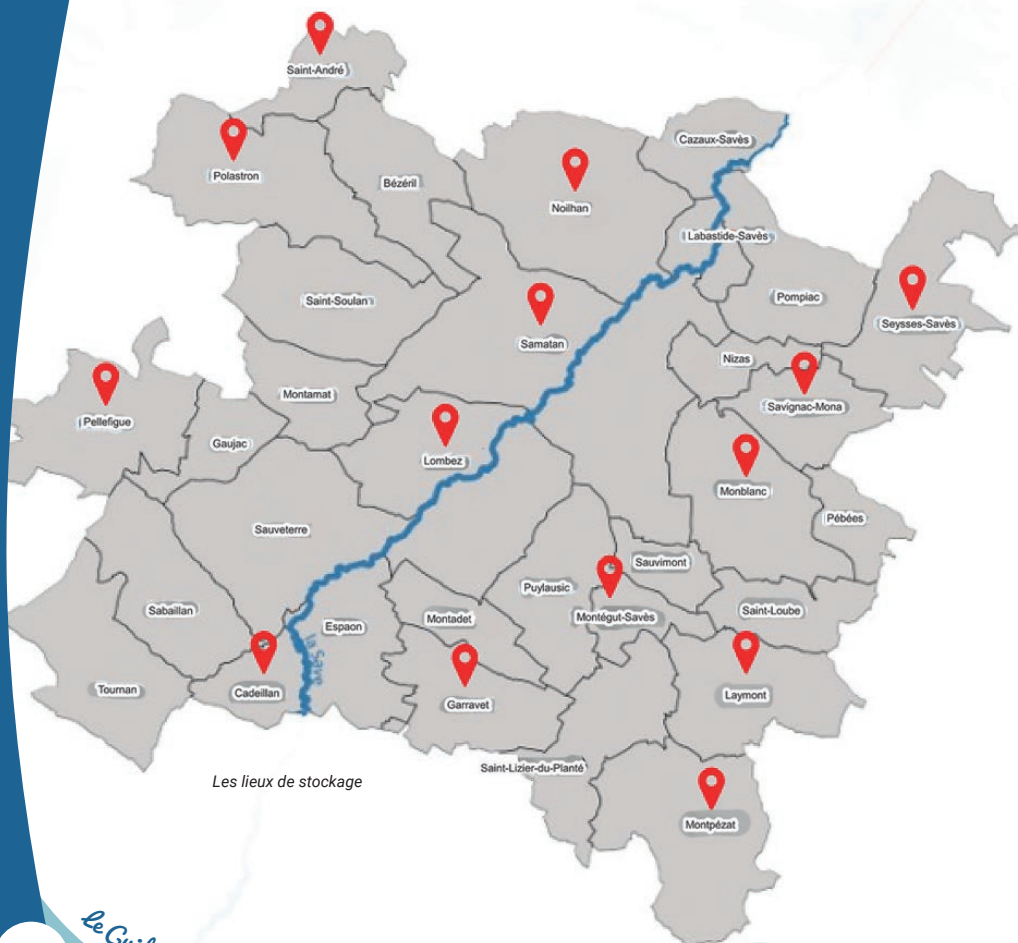 Saint-André
Cazaux-Savès
Polastron
Bézéril
Noilhan
Labastide-Savès
Saint-Soulan
Pompiac
Seysses-Savès
Samatan
Nizas
Montamat
Savignac-Mona
Pellefigue
Gaujac
Lombez
Monblanc
Pébées
Sauveterre
Sauvimont
Puylausic
Sabaillan
Montadet
Montégut-Savès
Saint-Loube
Espaon
la Save
Tournan
Cadeillan
Garravet
Laymont
Saint-Lizier-du-Planté
Les lieux de stockage
Montpézat
le